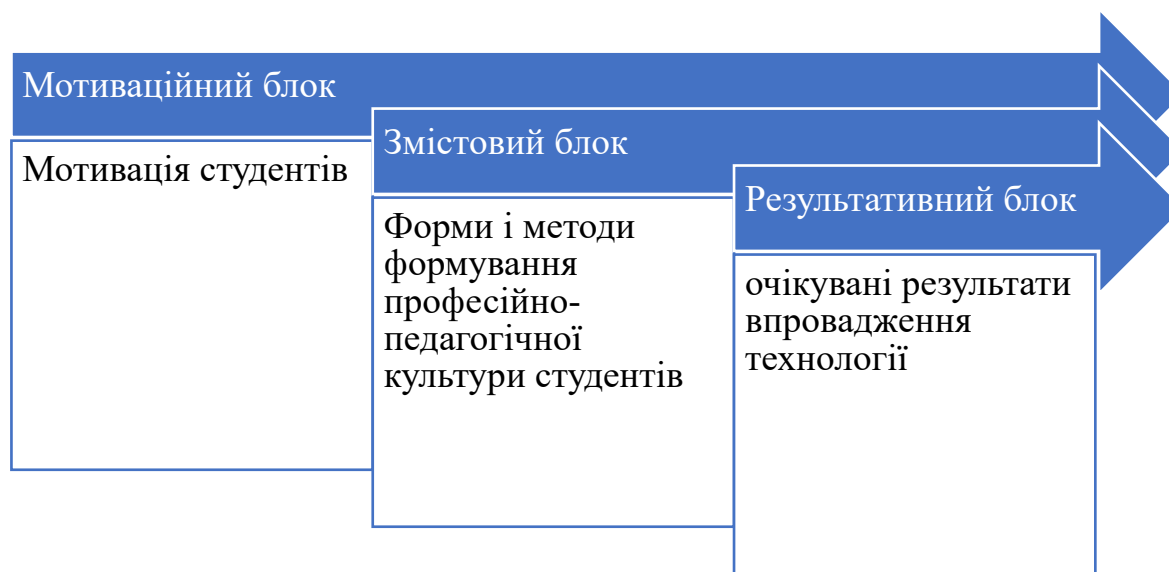 Мотиваційний блок
Мотивація студентів
Змістовий блок
Форми і методи
формування
професійно-
педагогічної
культури студентів
Результативний блок
очікувані результати
впровадження
технології